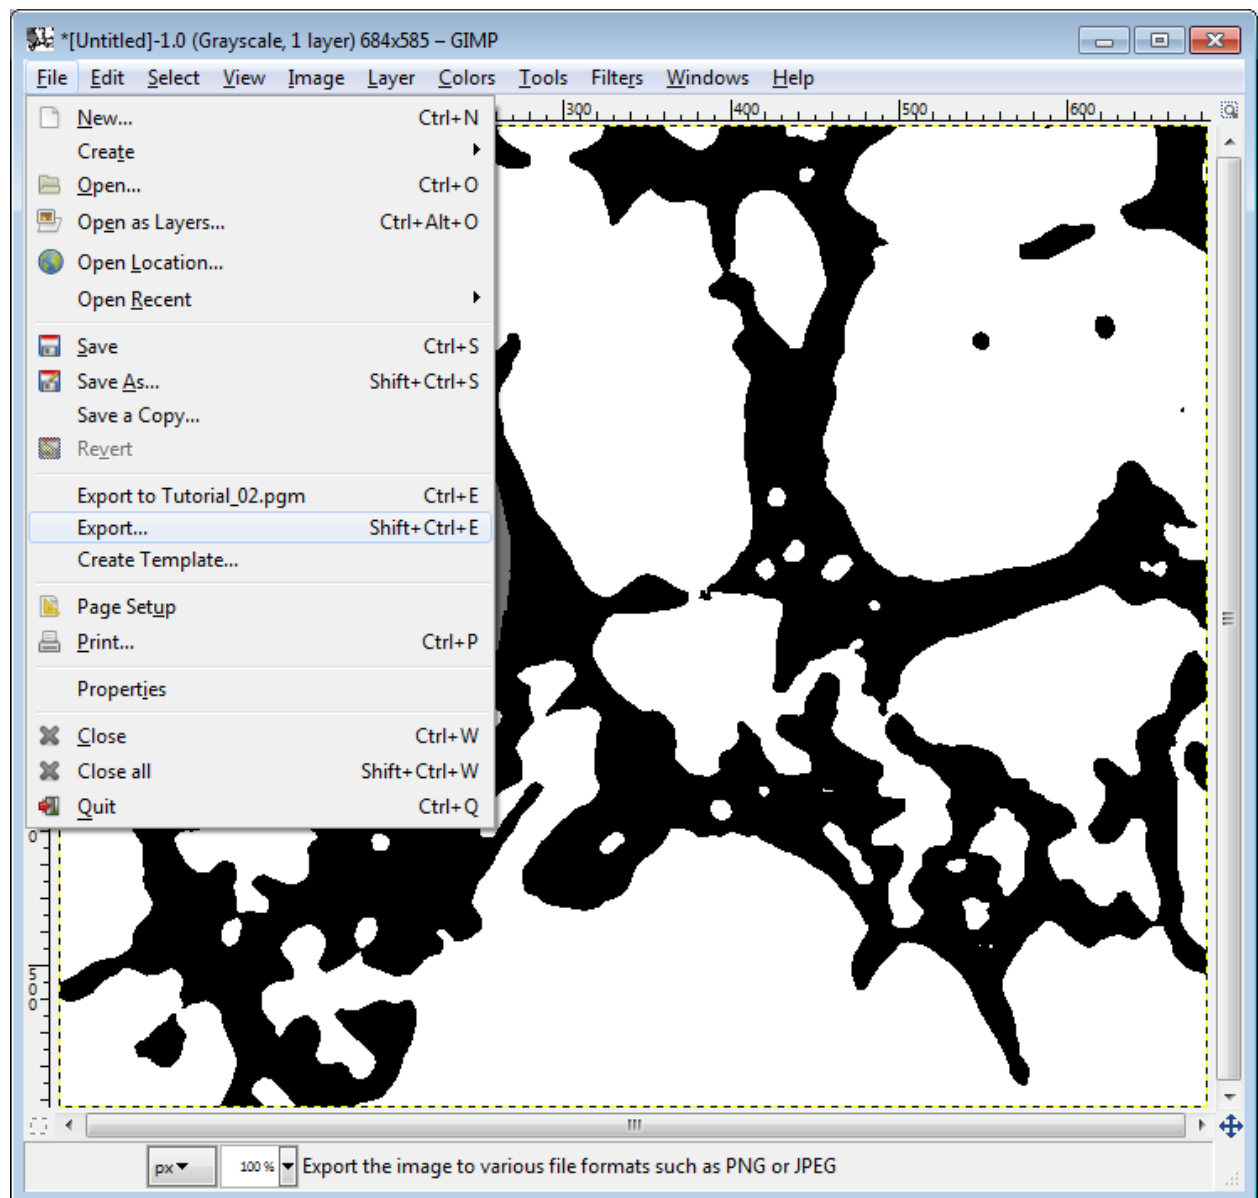 *[Untitled]-1.0 (Grayscale, 1 layer) 684x585 – GIMP
File Edit Select View Image Layer Colors Tools Filters Windows Help
300 400 500 600
New... Ctrl+N
Create
Open... Ctrl+O
Open as Layers... Ctrl+Alt+O
Open Location...
Open Recent
Save Ctrl+S
Save As... Shift+Ctrl+S
Save a Copy...
Revert
Export to Tutorial_02.pgm Ctrl+E
Export... Shift+Ctrl+E
Create Template...
Page Setup
Print... Ctrl+P
Properties
Close Ctrl+W
Close all Shift+Ctrl+W
Quit Ctrl+Q
0
500
px 100 % Export the image to various file formats such as PNG or JPEG